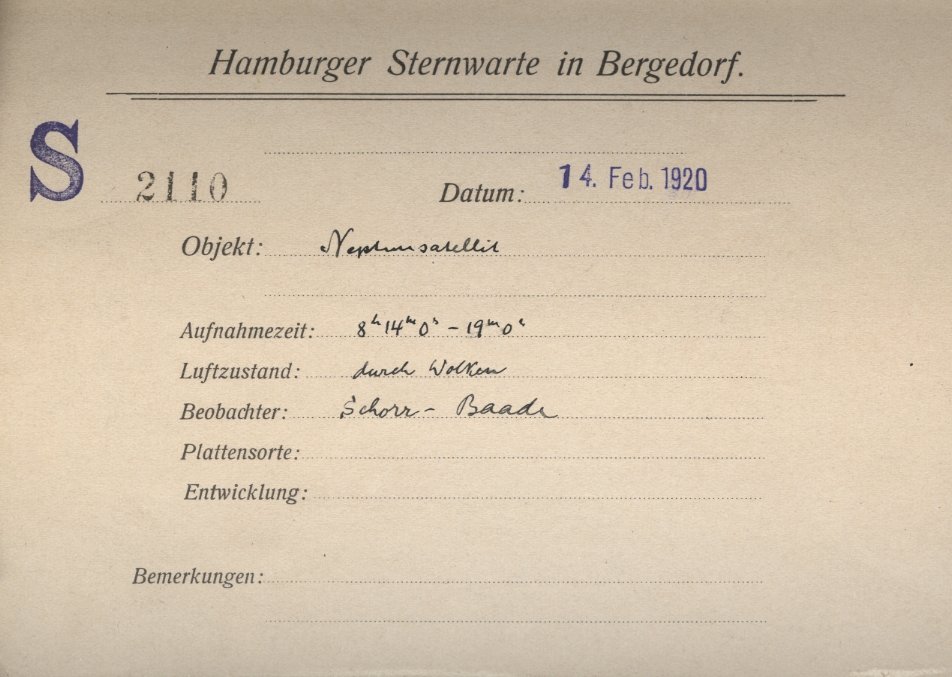 Hamburger Sternwarte in Bergedorf.
S 2110 Datum: 14. Feb. 1920
Objekt: Neptunsatellit
Aufnahmezeit: 8h 14m 0s – 19m 0s
Luftzustand: durch Wolken
Beobachter: Schorr – Baade
Plattensorte:
Entwicklung:
Bemerkungen: